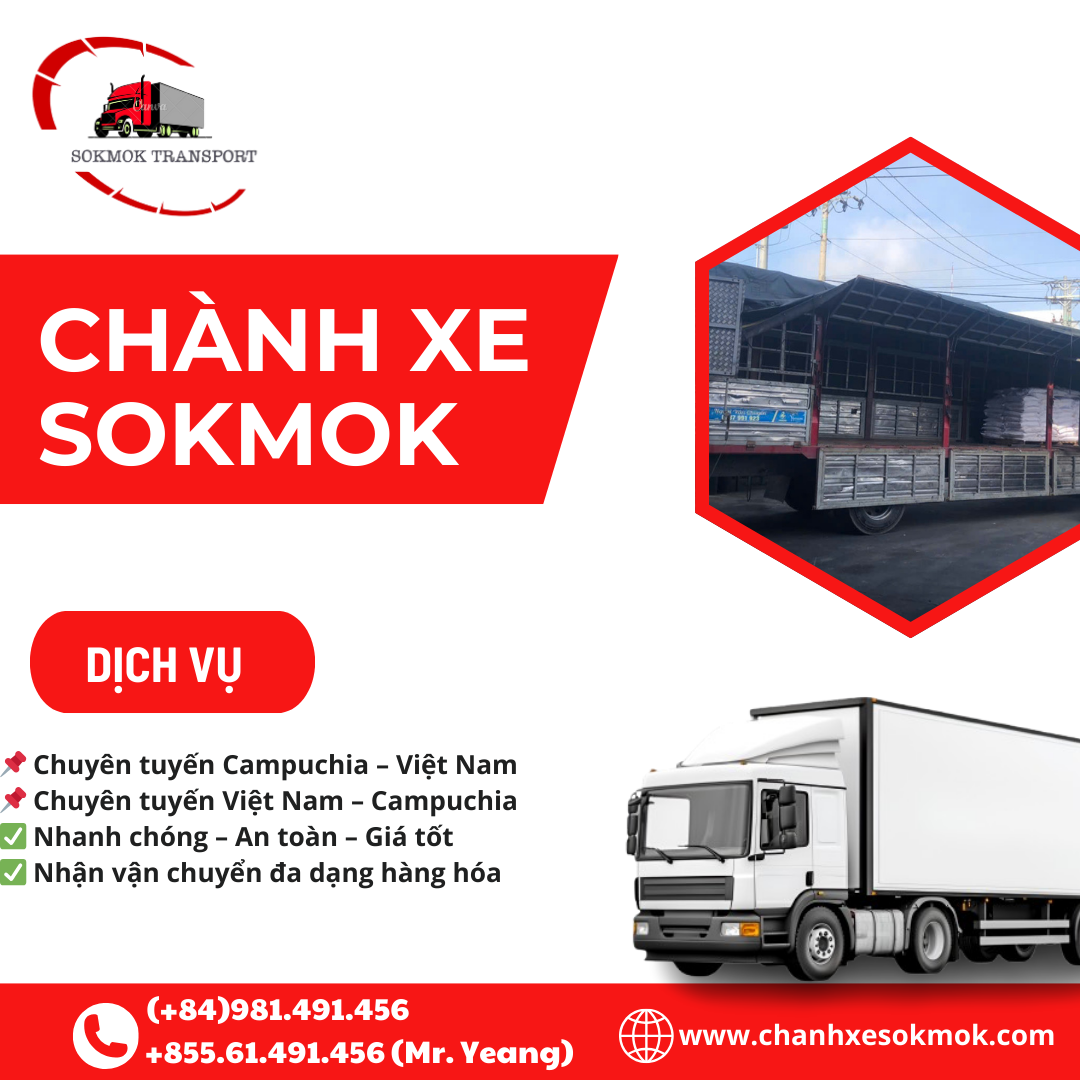 SOKMOK TRANSPORT
CHÀNH XE
SOKMOK
DỊCH VỤ
📌 Chuyên tuyến Campuchia – Việt Nam
📌 Chuyên tuyến Việt Nam – Campuchia
✅ Nhanh chóng – An toàn – Giá tốt
✅ Nhận vận chuyển đa dạng hàng hóa
(+84)981.491.456
+855.61.491.456 (Mr. Yeang)
www.chanhxesokmok.com